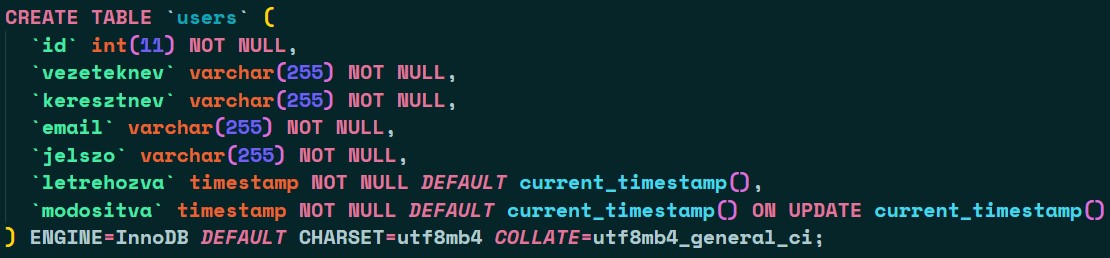 CREATE TABLE `users` (
`id` int(11) NOT NULL,
`vezeteknev` varchar(255) NOT NULL,
`keresztnev` varchar(255) NOT NULL,
`email` varchar(255) NOT NULL,
`jelszo` varchar(255) NOT NULL,
`letrehozva` timestamp NOT NULL DEFAULT current_timestamp(),
`modositva` timestamp NOT NULL DEFAULT current_timestamp() ON UPDATE current_timestamp()
) ENGINE=InnoDB DEFAULT CHARSET=utf8mb4 COLLATE=utf8mb4_general_ci;